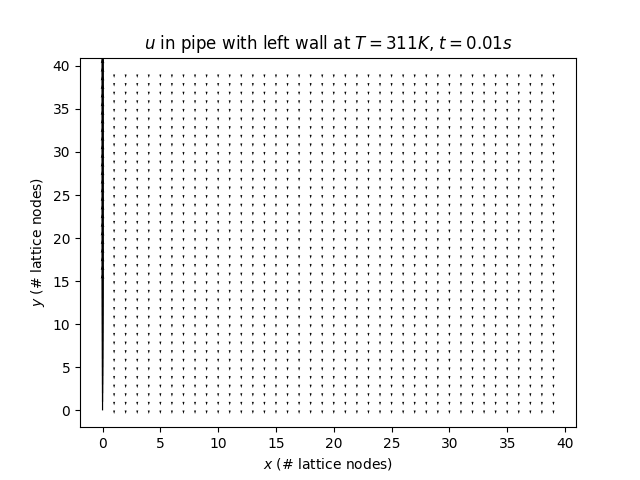 u in pipe with left wall at T = 311K, t = 0.01s
40
35
30
25
20
15
10
5
0
y (# lattice nodes)
0 5 10 15 20 25 30 35 40
x (# lattice nodes)